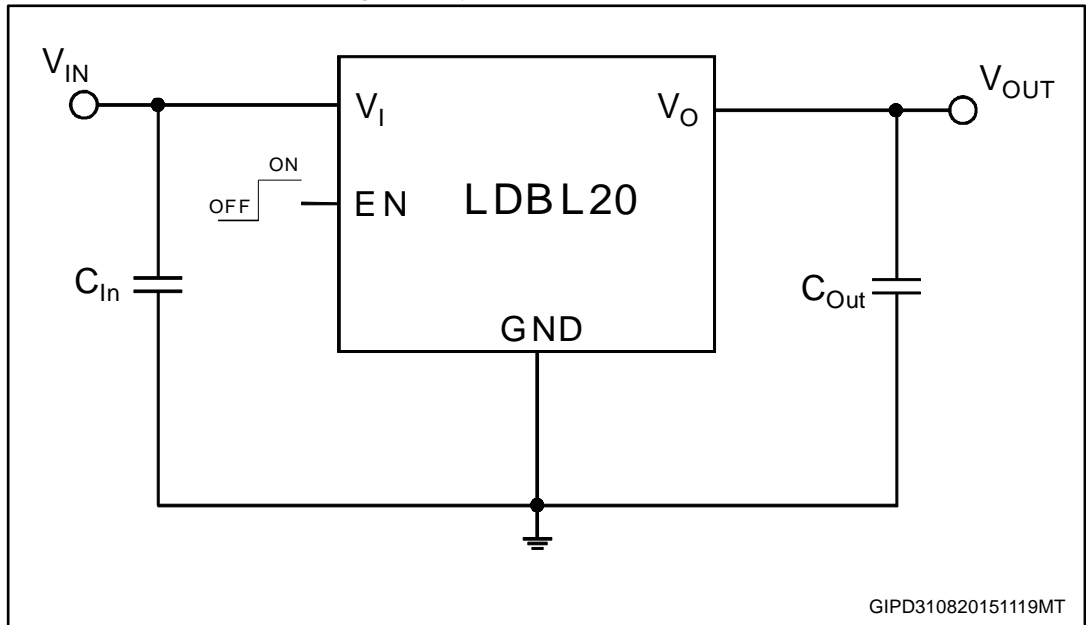 V_IN
V_I
V_O
V_OUT
ON
OFF
EN
LDBL20
C_In
C_Out
GND
GIPD310820151119MT